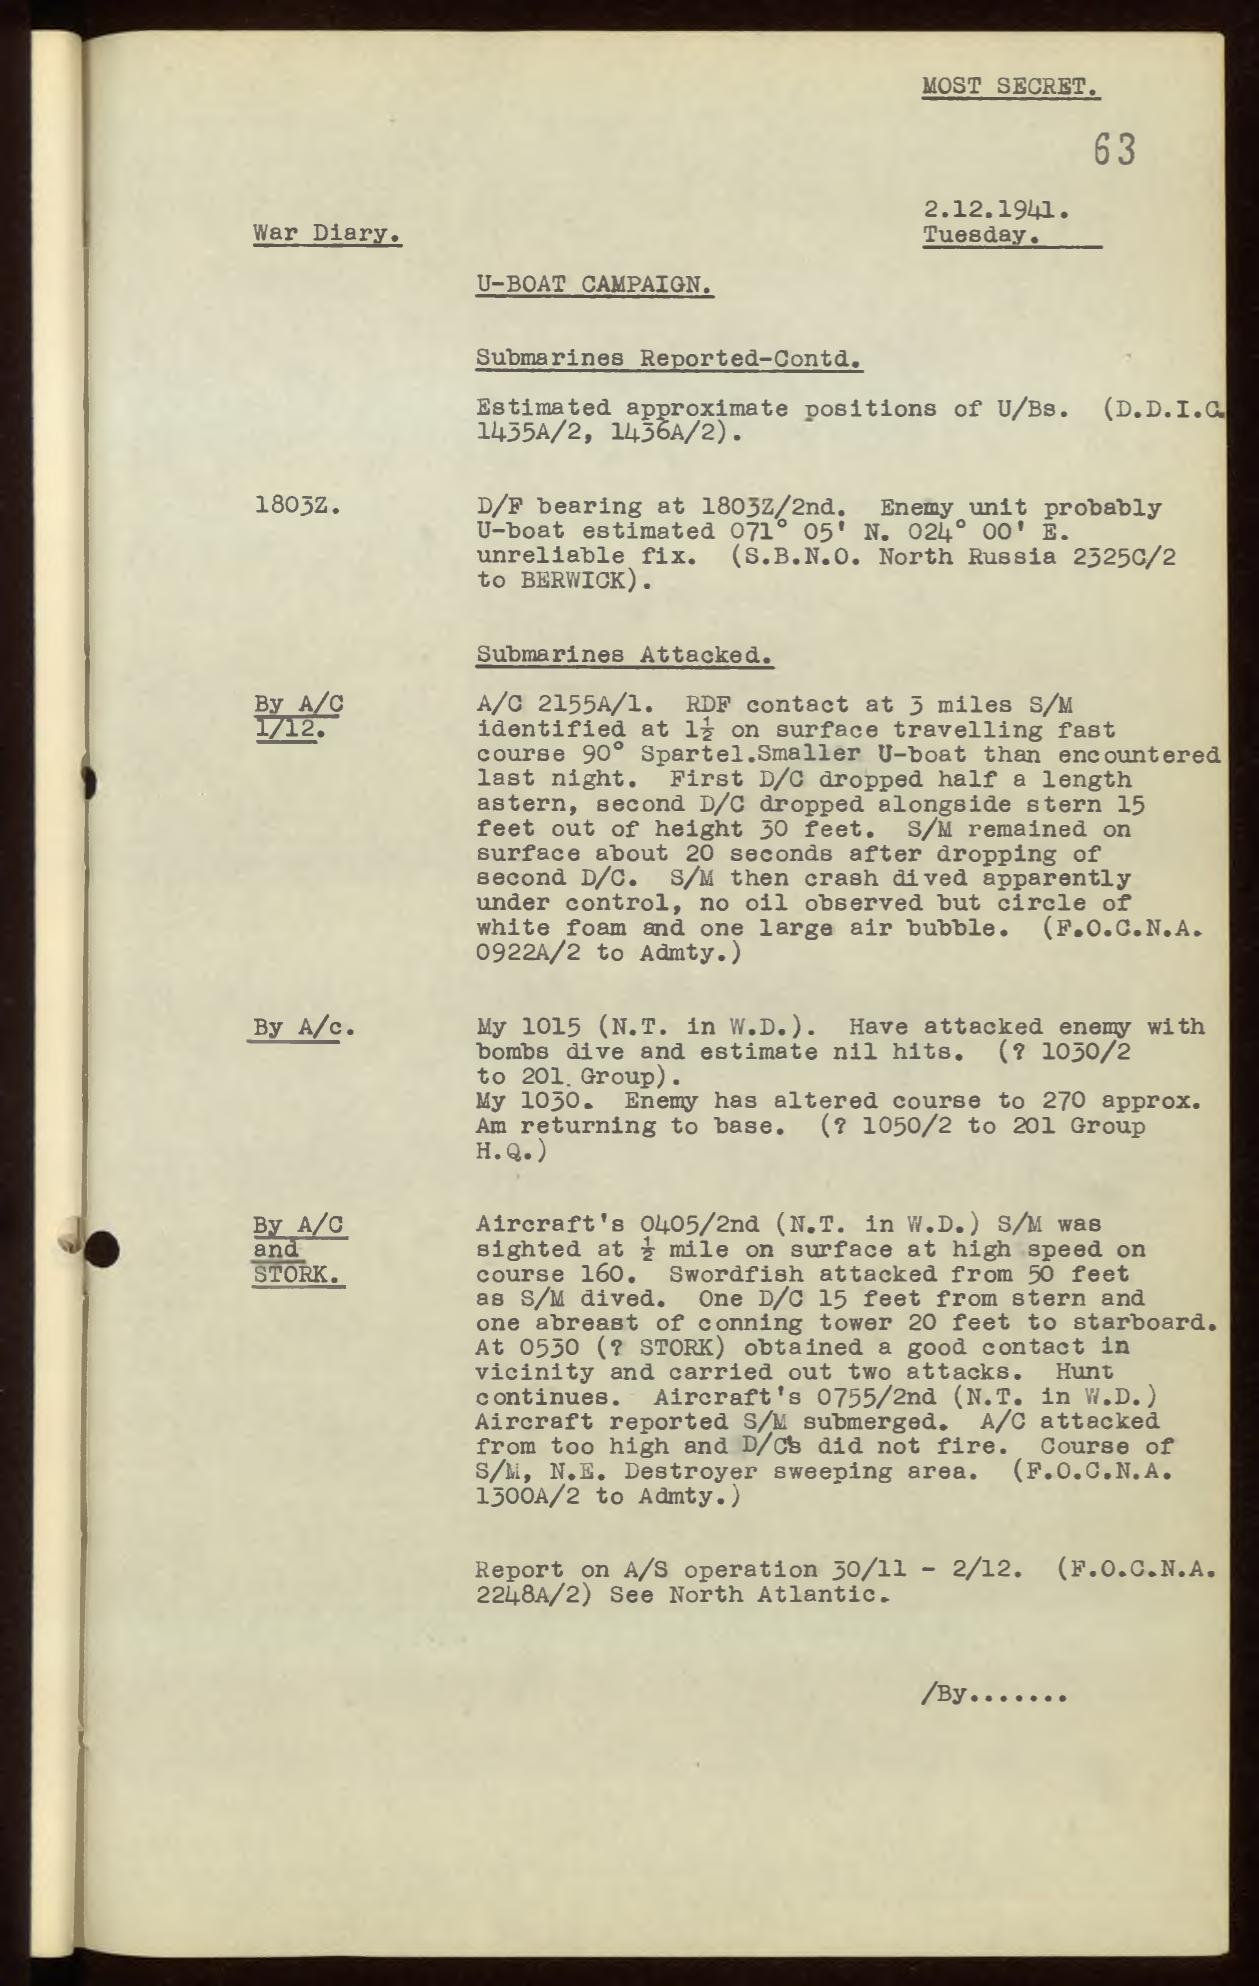 MOST SECRET.
63
2.12.1941.
War Diary.
Tuesday.
U-BOAT CAMPAIGN.
Submarines Reported-Contd.
Estimated approximate positions of U/Bs. (D.D.I.C.
1435A/2, 1436A/2).
1803Z.
D/F bearing at 1803Z/2nd. Enemy unit probably
U-boat estimated 071° 05' N. 024° 00' E.
unreliable fix. (S.B.N.O. North Russia 2325C/2
to BERWICK).
Submarines Attacked.
By A/C
1/12.
A/C 2155A/1. RDF contact at 3 miles S/M
identified at 1½ on surface travelling fast
course 90° Spartel.Smaller U-boat than encountered
last night. First D/C dropped half a length
astern, second D/C dropped alongside stern 15
feet out of height 30 feet. S/M remained on
surface about 20 seconds after dropping of
second D/C. S/M then crash dived apparently
under control, no oil observed but circle of
white foam and one large air bubble. (F.O.C.N.A.
0922A/2 to Admty.)
By A/c.
My 1015 (N.T. in W.D.). Have attacked enemy with
bombs dive and estimate nil hits. (? 1030/2
to 201. Group).
My 1030. Enemy has altered course to 270 approx.
Am returning to base. (? 1050/2 to 201 Group
H.Q.)
By A/C
and
STORK.
Aircraft's 0405/2nd (N.T. in W.D.) S/M was
sighted at ½ mile on surface at high speed on
course 160. Swordfish attacked from 50 feet
as S/M dived. One D/C 15 feet from stern and
one abreast of conning tower 20 feet to starboard.
At 0530 (? STORK) obtained a good contact in
vicinity and carried out two attacks. Hunt
continues. Aircraft's 0755/2nd (N.T. in W.D.)
Aircraft reported S/M submerged. A/C attacked
from too high and D/C's did not fire. Course of
S/M, N.E. Destroyer sweeping area. (F.O.C.N.A.
1300A/2 to Admty.)
Report on A/S operation 30/11 - 2/12. (F.O.C.N.A.
2248A/2) See North Atlantic.
/By.......